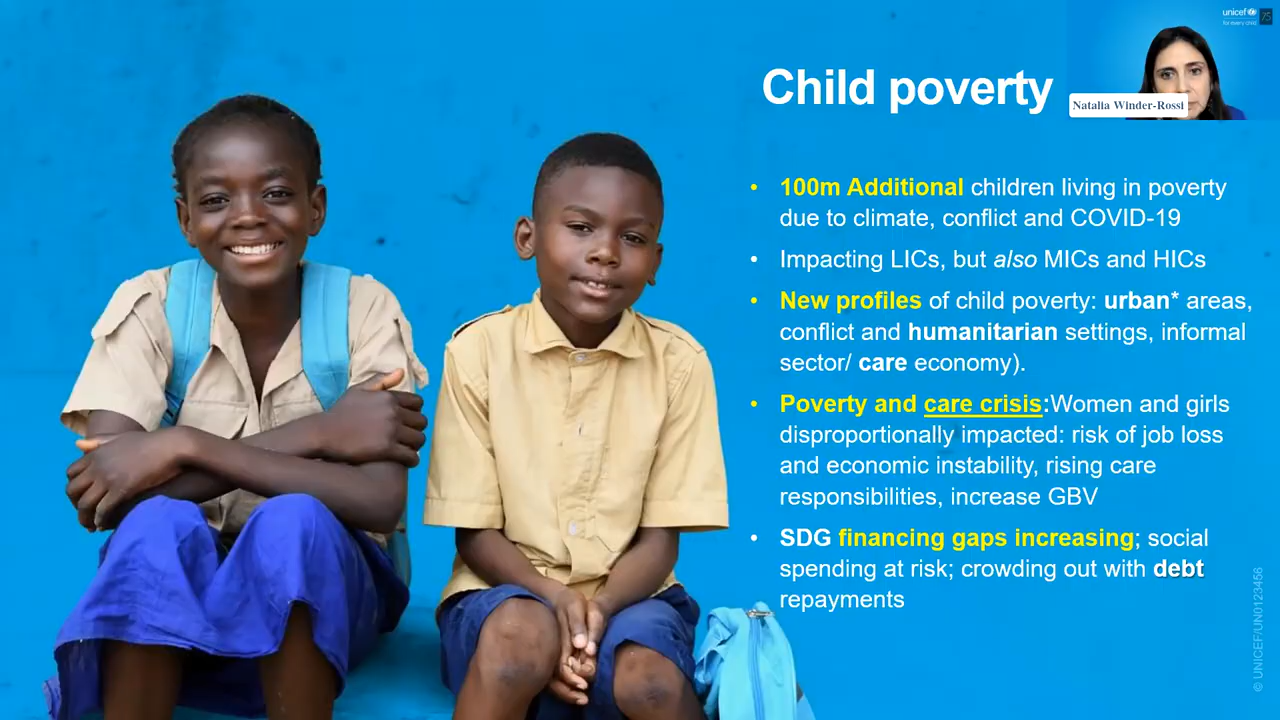 unicef
for every child
75
Child poverty
Natalia Winder-Rossi
• 100m Additional children living in poverty
due to climate, conflict and COVID-19
• Impacting LICs, but also MICs and HICs
• New profiles of child poverty: urban* areas,
conflict and humanitarian settings, informal
sector/ care economy).
• Poverty and care crisis:Women and girls
disproportionally impacted: risk of job loss
and economic instability, rising care
responsibilities, increase GBV
• SDG financing gaps increasing; social
spending at risk; crowding out with debt
repayments
© UNICEF/UN0123456